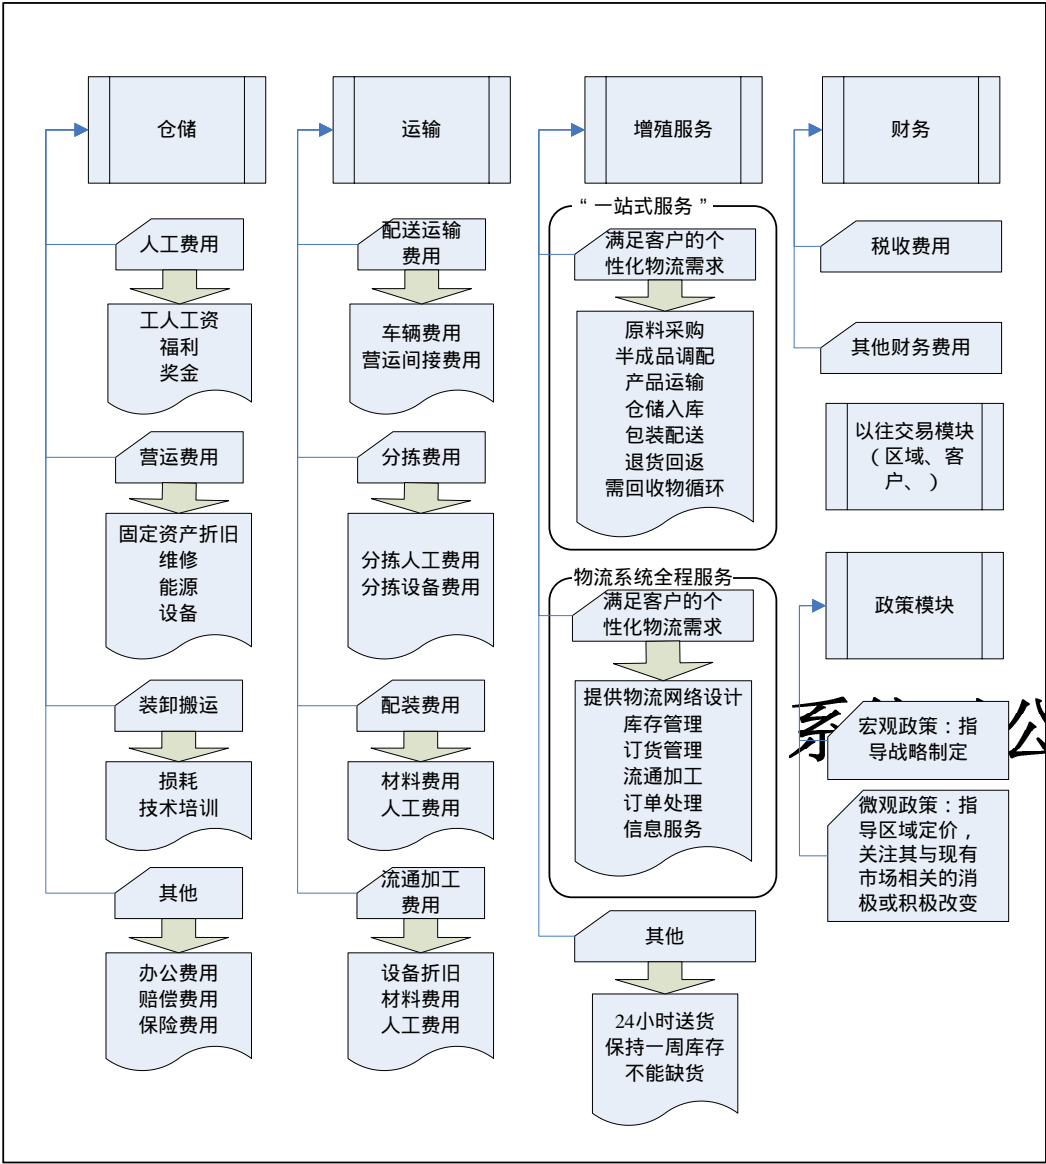 仓储
人工费用
工人工资
福利
奖金
营运费用
固定资产折旧
维修
能源
设备
装卸搬运
损耗
技术培训
其他
办公费用
赔偿费用
保险费用
运输
配送运输
费用
车辆费用
营运间接费用
分拣费用
分拣人工费用
分拣设备费用
配装费用
材料费用
人工费用
流通加工
费用
设备折旧
材料费用
人工费用
增殖服务
“一站式服务”
满足客户的个
性化物流需求
原料采购
半成品调配
产品运输
仓储入库
包装配送
退货回返
需回收物循环
物流系统全程服务
满足客户的个
性化物流需求
提供物流网络设计
库存管理
订货管理
流通加工
订单处理
信息服务
其他
24小时送货
保持一周库存
不能缺货
财务
税收费用
其他财务费用
以往交易模块
（区域、客
户、）
政策模块
宏观政策：指
导战略制定
微观政策：指
导区域定价，
关注其与现有
市场相关的消
极或积极改变